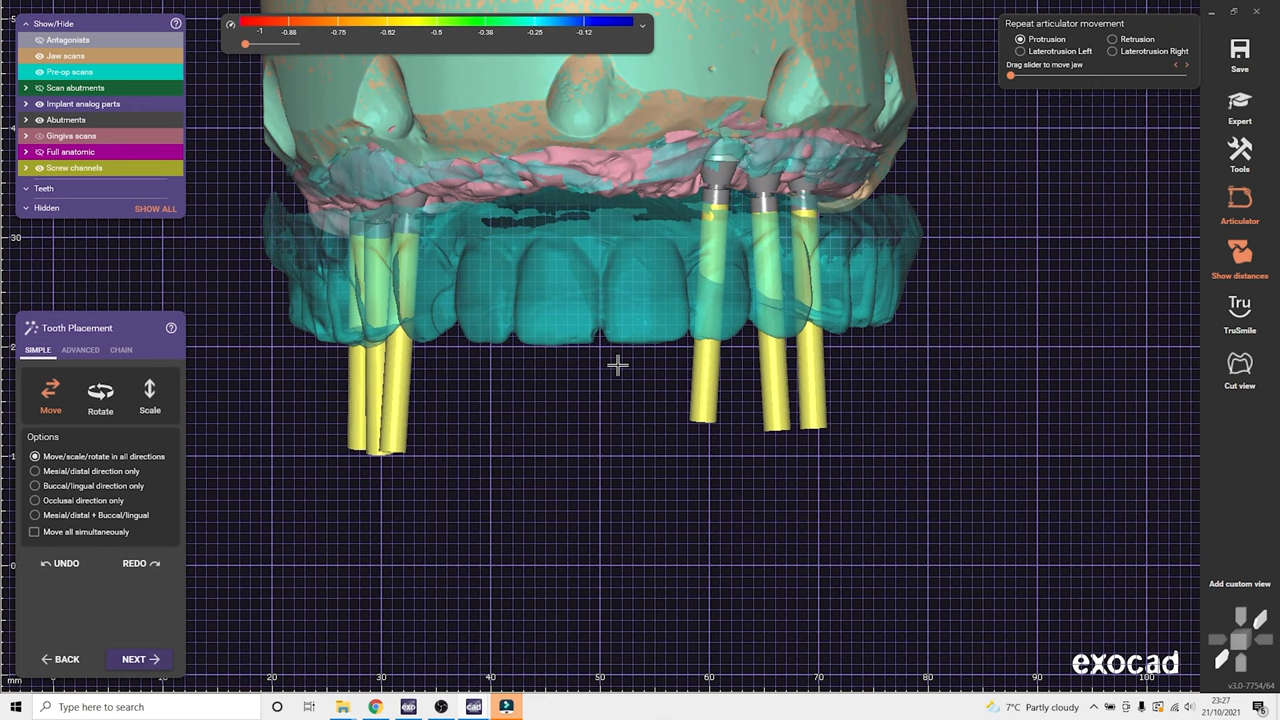 Show/Hide
Antagonists
Jaw scans
Pre-op scans
Scan abutments
Implant analog parts
Abutments
Gingiva scans
Full anatomic
Screw channels
Teeth
Hidden SHOW ALL
-1 -0.88 -0.75 -0.62 -0.5 -0.38 -0.25 -0.12
Repeat articulator movement
Protrusion Retrusion
Laterotrusion Left Laterotrusion Right
Drag slider to move jaw
Save
Expert
Tools
Articulator
Show distances
Tru
TruSmile
Cut view
Add custom view
Tooth Placement
SIMPLE ADVANCED CHAIN
Move Rotate Scale
Options
Move/scale/rotate in all directions
Mesial/distal direction only
Buccal/lingual direction only
Occlusal direction only
Mesial/distal + Buccal/lingual
Move all simultaneously
UNDO REDO
BACK NEXT
30
mm 20 30 40 50 60 70 80 90 100
exocad
v3.0-7754/64
Type here to search
exo
cad
7°C Partly cloudy
23:27
21/10/2021